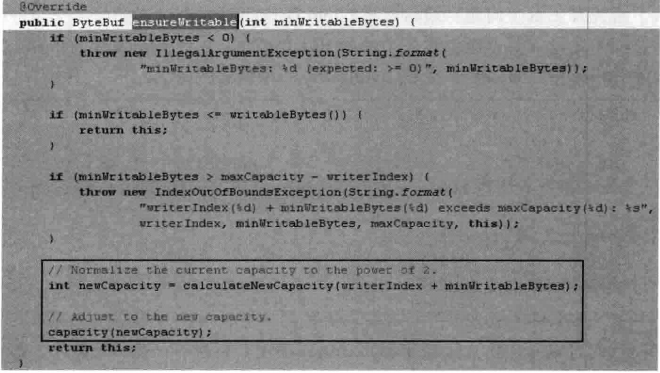 @Override
public ByteBuf ensureWritable(int minWritableBytes) {
if (minWritableBytes < 0) {
throw new IllegalArgumentException(String.format(
"minWritableBytes: %d (expected: >= 0)", minWritableBytes));
}
if (minWritableBytes <= writableBytes()) {
return this;
}
if (minWritableBytes > maxCapacity - writerIndex) {
throw new IndexOutOfBoundsException(String.format(
"writerIndex(%d) + minWritableBytes(%d) exceeds maxCapacity(%d): %s",
writerIndex, minWritableBytes, maxCapacity, this));
}
// Normalize the current capacity to the power of 2.
int newCapacity = calculateNewCapacity(writerIndex + minWritableBytes);
// Adjust to the new capacity.
capacity(newCapacity);
return this;
}